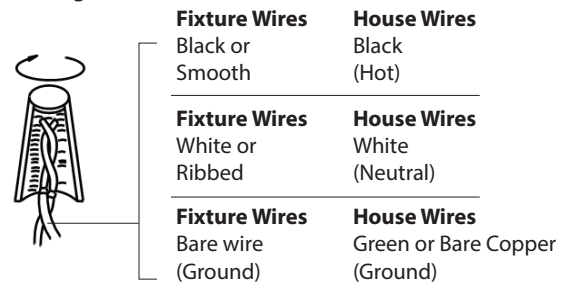 Fixture Wires House Wires
Black or Black
Smooth (Hot)
Fixture Wires House Wires
White or White
Ribbed (Neutral)
Fixture Wires House Wires
Bare wire Green or Bare Copper
(Ground) (Ground)